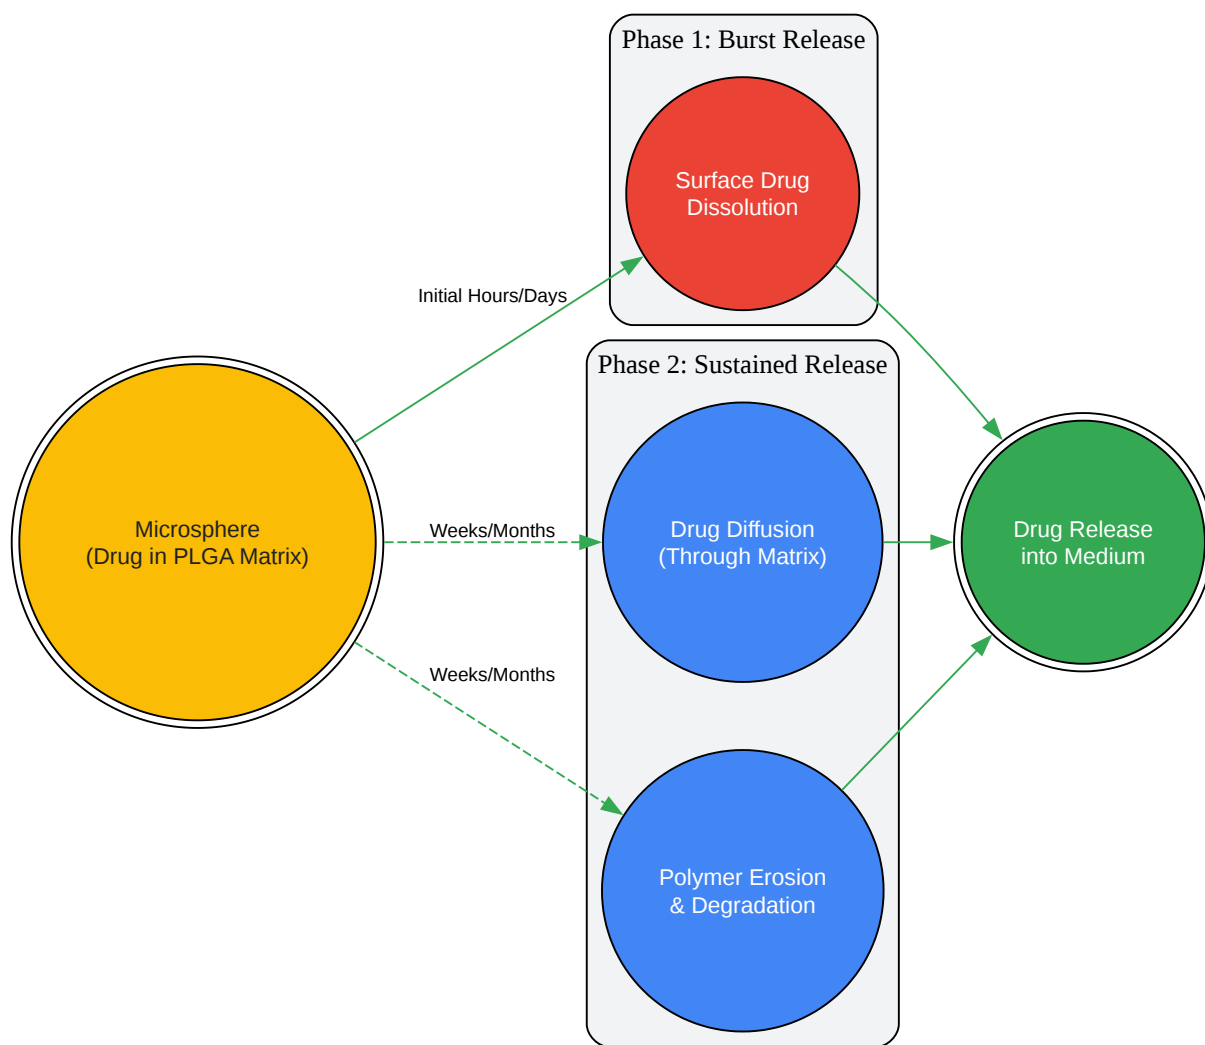 Phase 1: Burst Release
Surface Drug
Dissolution
Initial Hours/Days
Phase 2: Sustained Release
Microsphere
(Drug in PLGA Matrix)
Weeks/Months
Drug Diffusion
(Through Matrix)
Drug Release
into Medium
Weeks/Months
Polymer Erosion
& Degradation